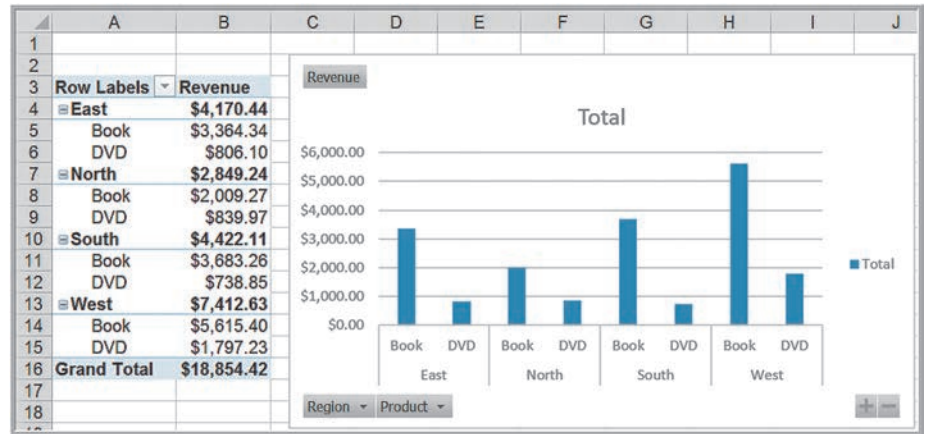 A B C D E F G H I J
1
2
3 Row Labels Revenue
4 East $4,170.44
5 Book $3,364.34
6 DVD $806.10
7 North $2,849.24
8 Book $2,009.27
9 DVD $839.97
10 South $4,422.11
11 Book $3,683.26
12 DVD $738.85
13 West $7,412.63
14 Book $5,615.40
15 DVD $1,797.23
16 Grand Total $18,854.42
17
18
Revenue
Total
$6,000.00
$5,000.00
$4,000.00
$3,000.00
$2,000.00
$1,000.00
$0.00
Book DVD Book DVD Book DVD Book DVD
East North South West
Total
Region Product